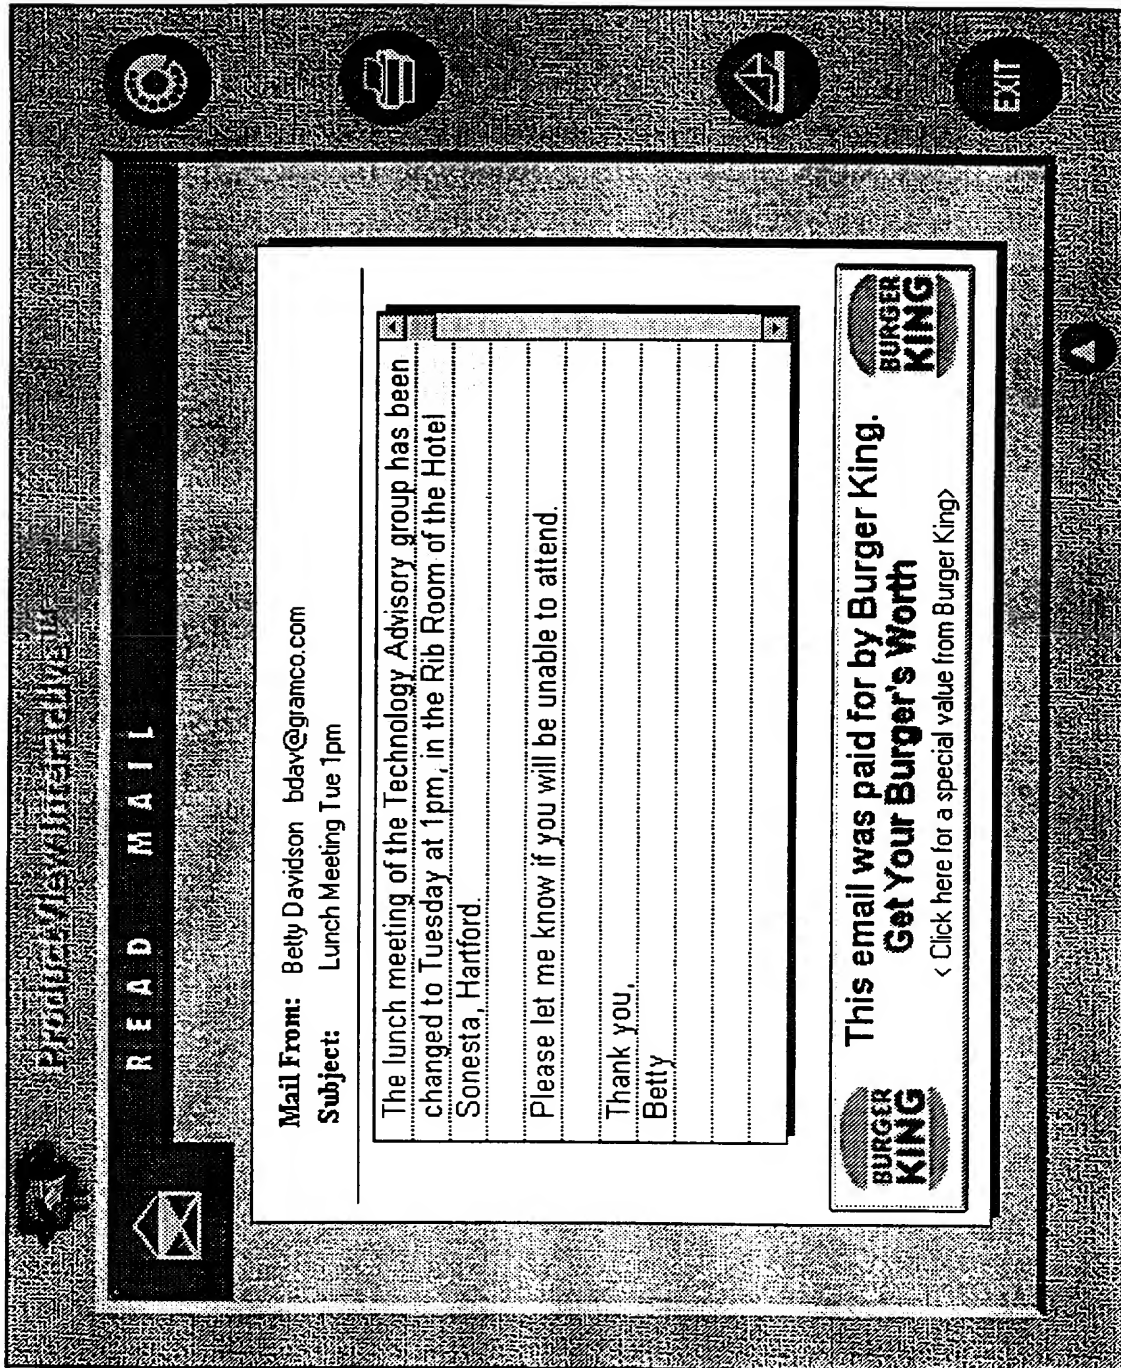 ProductView Interactive
READ MAIL
Mail From: Betty Davidson bdav@gramco.com
Subject: Lunch Meeting Tue 1pm
The lunch meeting of the Technology Advisory group has been
changed to Tuesday at 1pm, in the Rib Room of the Hotel
Sonesta, Hartford.
Please let me know if you will be unable to attend.
Thank you,
Betty
BURGER
KING
This email was paid for by Burger King.
Get Your Burger's Worth
< Click here for a special value from Burger King>
BURGER
KING
EXIT